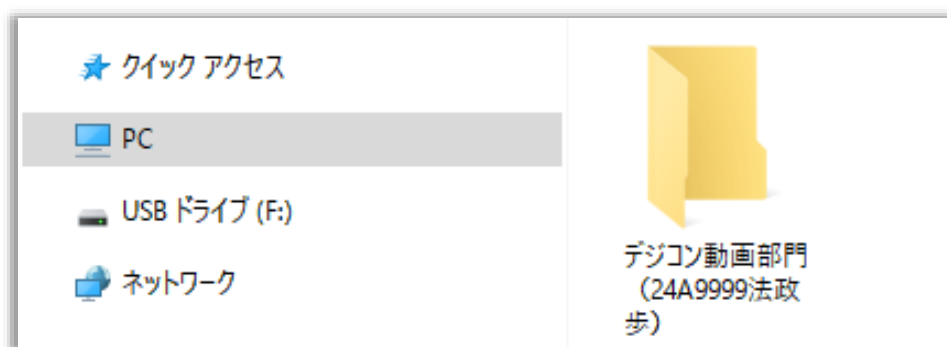 クイック アクセス
PC
USB ドライブ (F:)
ネットワーク
デジコン動画部門
（24A9999法政
歩）